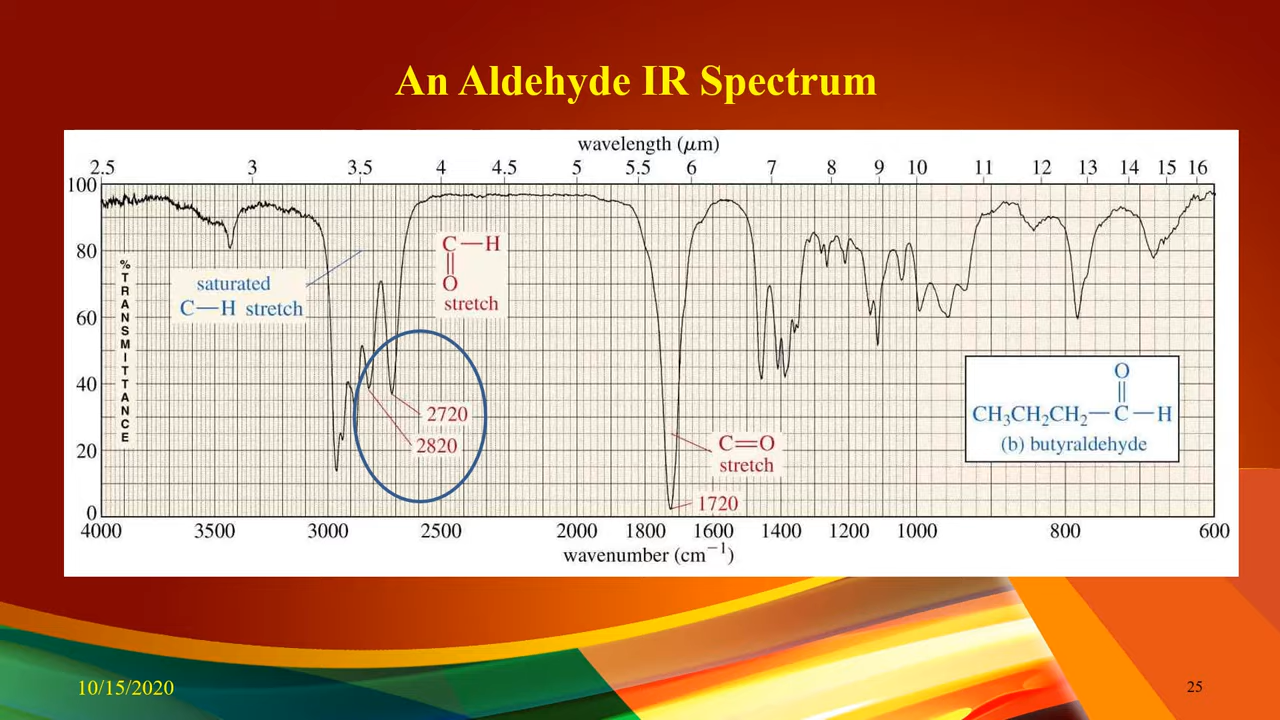 An Aldehyde IR Spectrum
wavelength (μm)
2.5 3 3.5 4 4.5 5 5.5 6 7 8 9 10 11 12 13 14 15 16
100
80
60
40
20
0
% TRANSMITTANCE
saturated
C—H stretch
C—H
O
stretch
2720
2820
C=O
stretch
1720
O
CH₃CH₂CH₂—C—H
(b) butyraldehyde
4000 3500 3000 2500 2000 1800 1600 1400 1200 1000 800 600
wavenumber (cm⁻¹)
10/15/2020
25